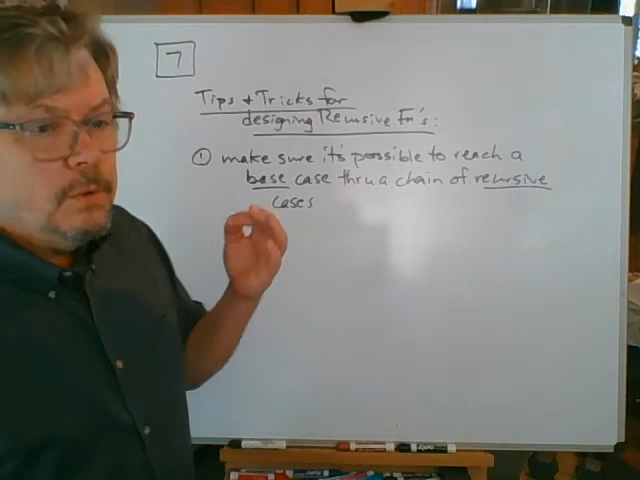 7
Tips + Tricks for
designing Recursive Fn's:
① make sure it's possible to reach a
base case thru a chain of recursive
cases